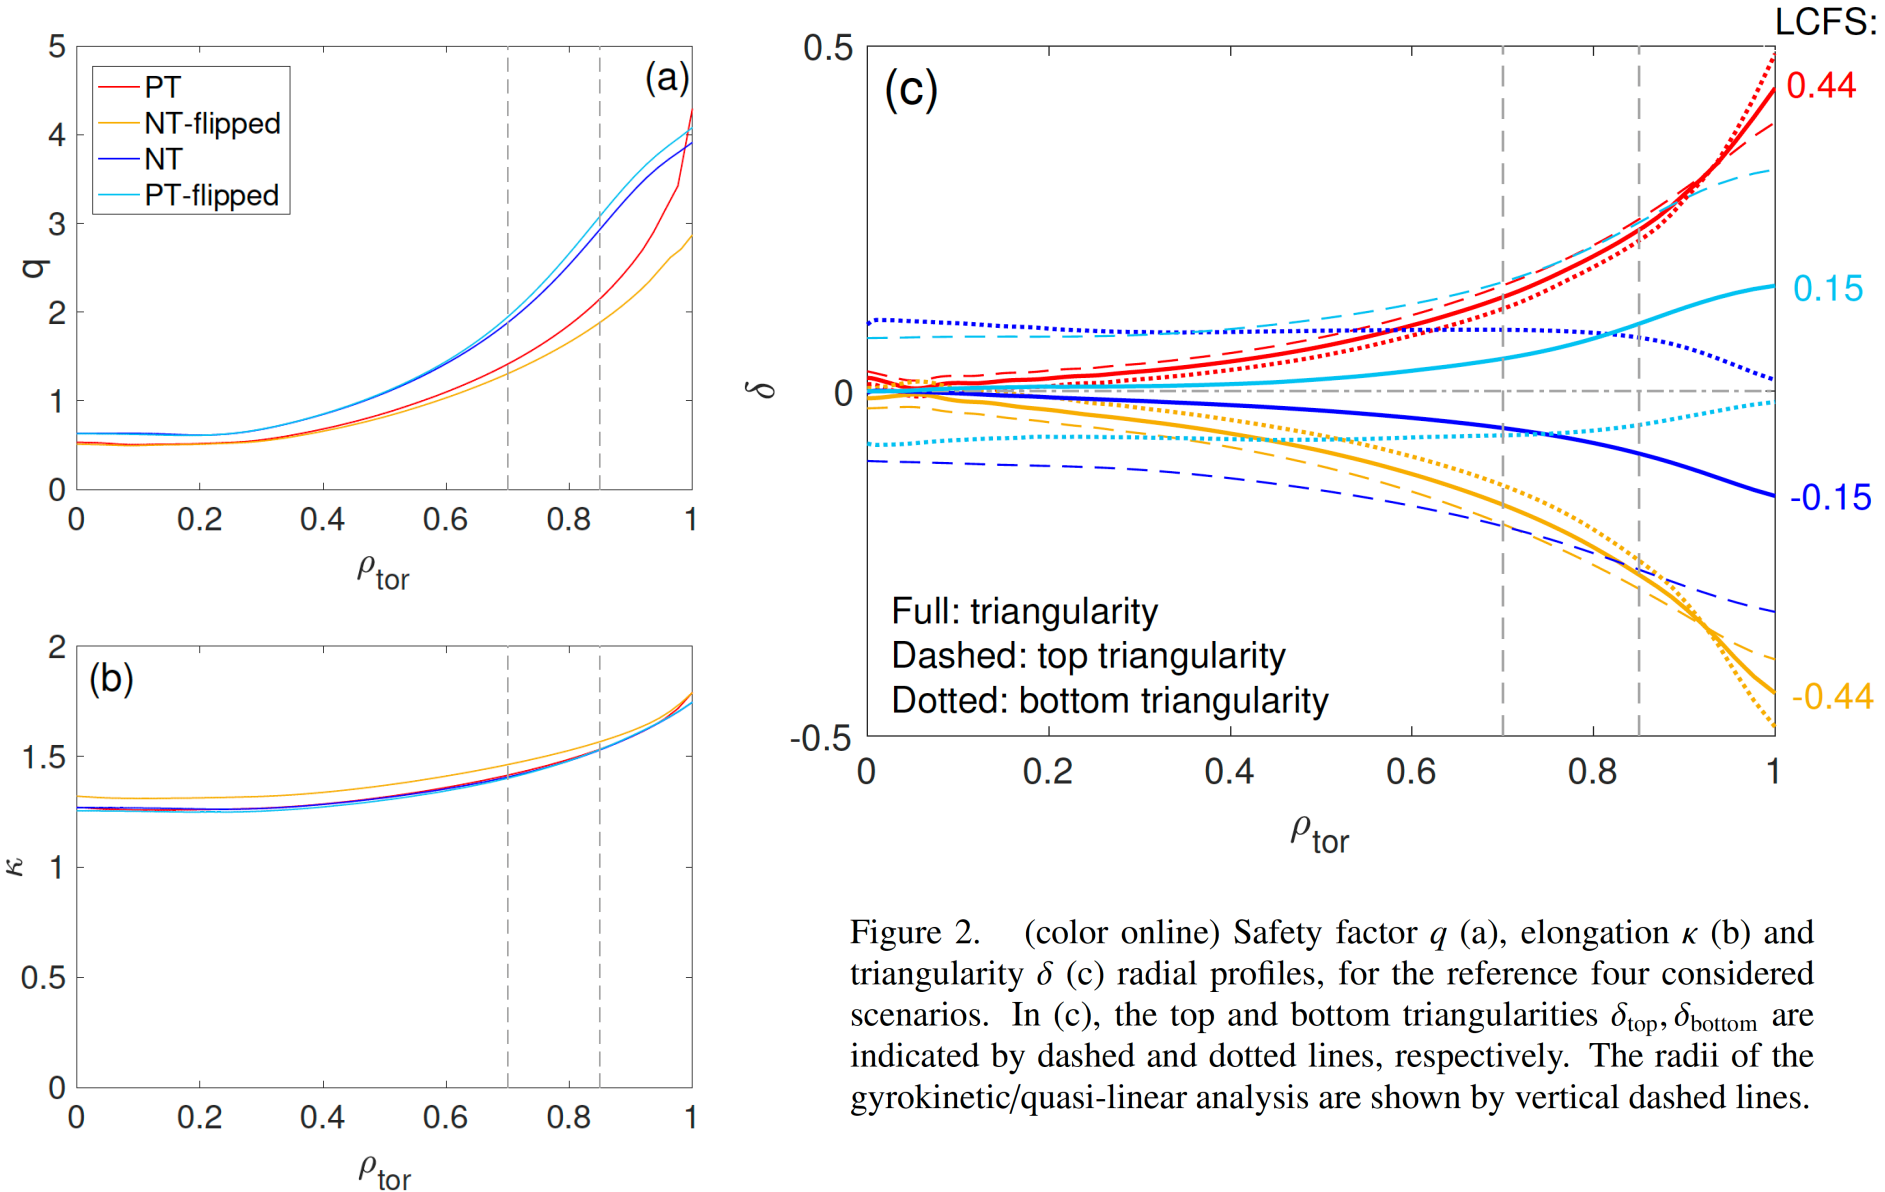 5
4
3
2
1
0
q
(a)
PT
NT-flipped
NT
PT-flipped
0 0.2 0.4 0.6 0.8 1
ρtor
2
1.5
1
0.5
0
κ
(b)
0 0.2 0.4 0.6 0.8 1
ρtor
LCFS:
0.5
0
-0.5
δ
(c)
0.44
0.15
-0.15
-0.44
Full: triangularity
Dashed: top triangularity
Dotted: bottom triangularity
0 0.2 0.4 0.6 0.8 1
ρtor
Figure 2. (color online) Safety factor q (a), elongation κ (b) and
triangularity δ (c) radial profiles, for the reference four considered
scenarios. In (c), the top and bottom triangularities δtop, δbottom are
indicated by dashed and dotted lines, respectively. The radii of the
gyrokinetic/quasi-linear analysis are shown by vertical dashed lines.